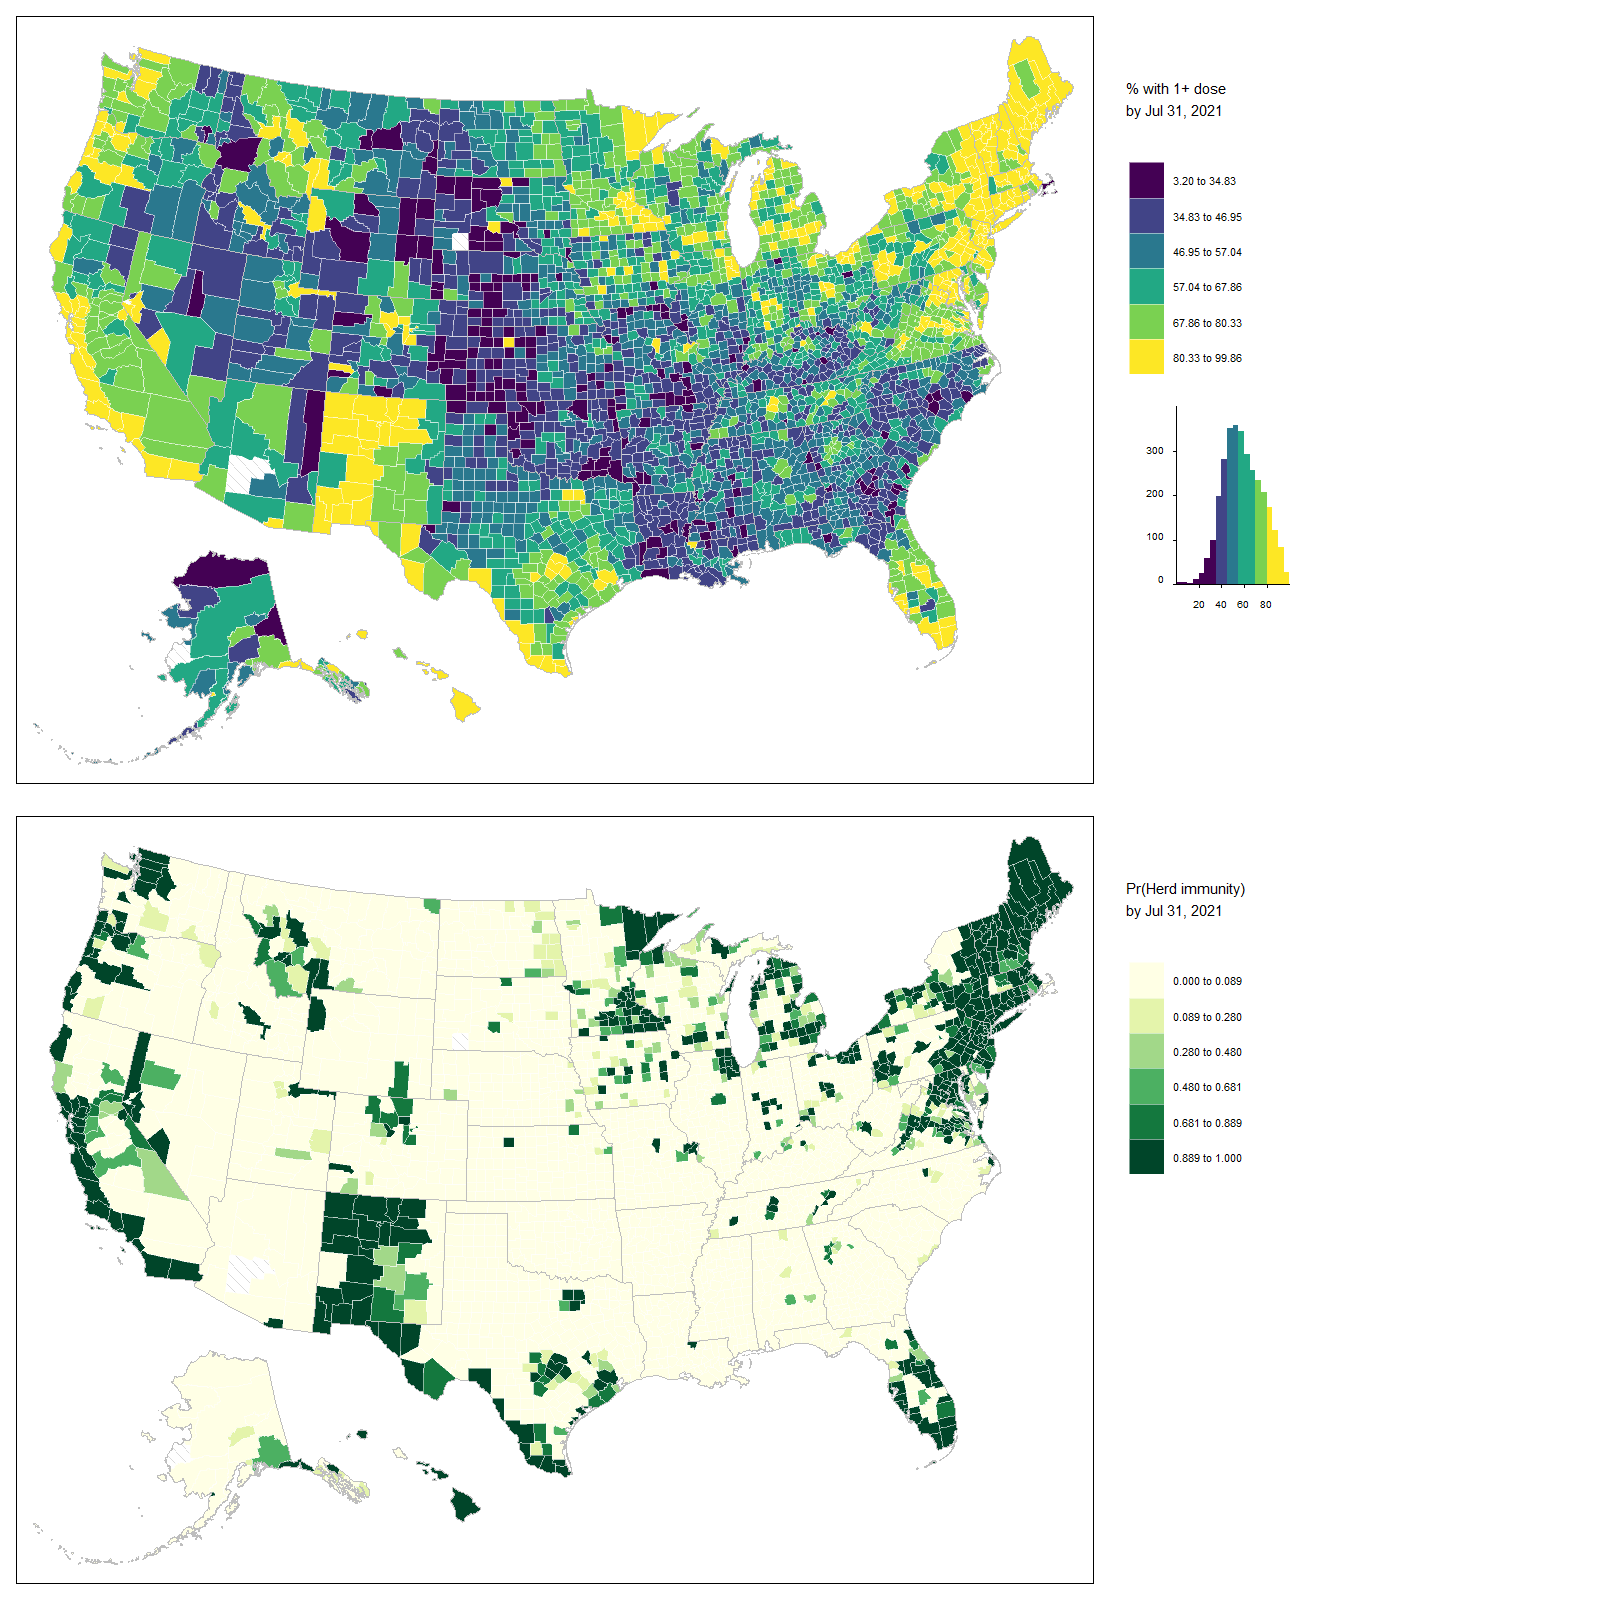 % with 1+ dose
by Jul 31, 2021
3.20 to 34.83
34.83 to 46.95
46.95 to 57.04
57.04 to 67.86
67.86 to 80.33
80.33 to 99.86
300
200
100
0
20 40 60 80
Pr(Herd immunity)
by Jul 31, 2021
0.000 to 0.089
0.089 to 0.280
0.280 to 0.480
0.480 to 0.681
0.681 to 0.889
0.889 to 1.000